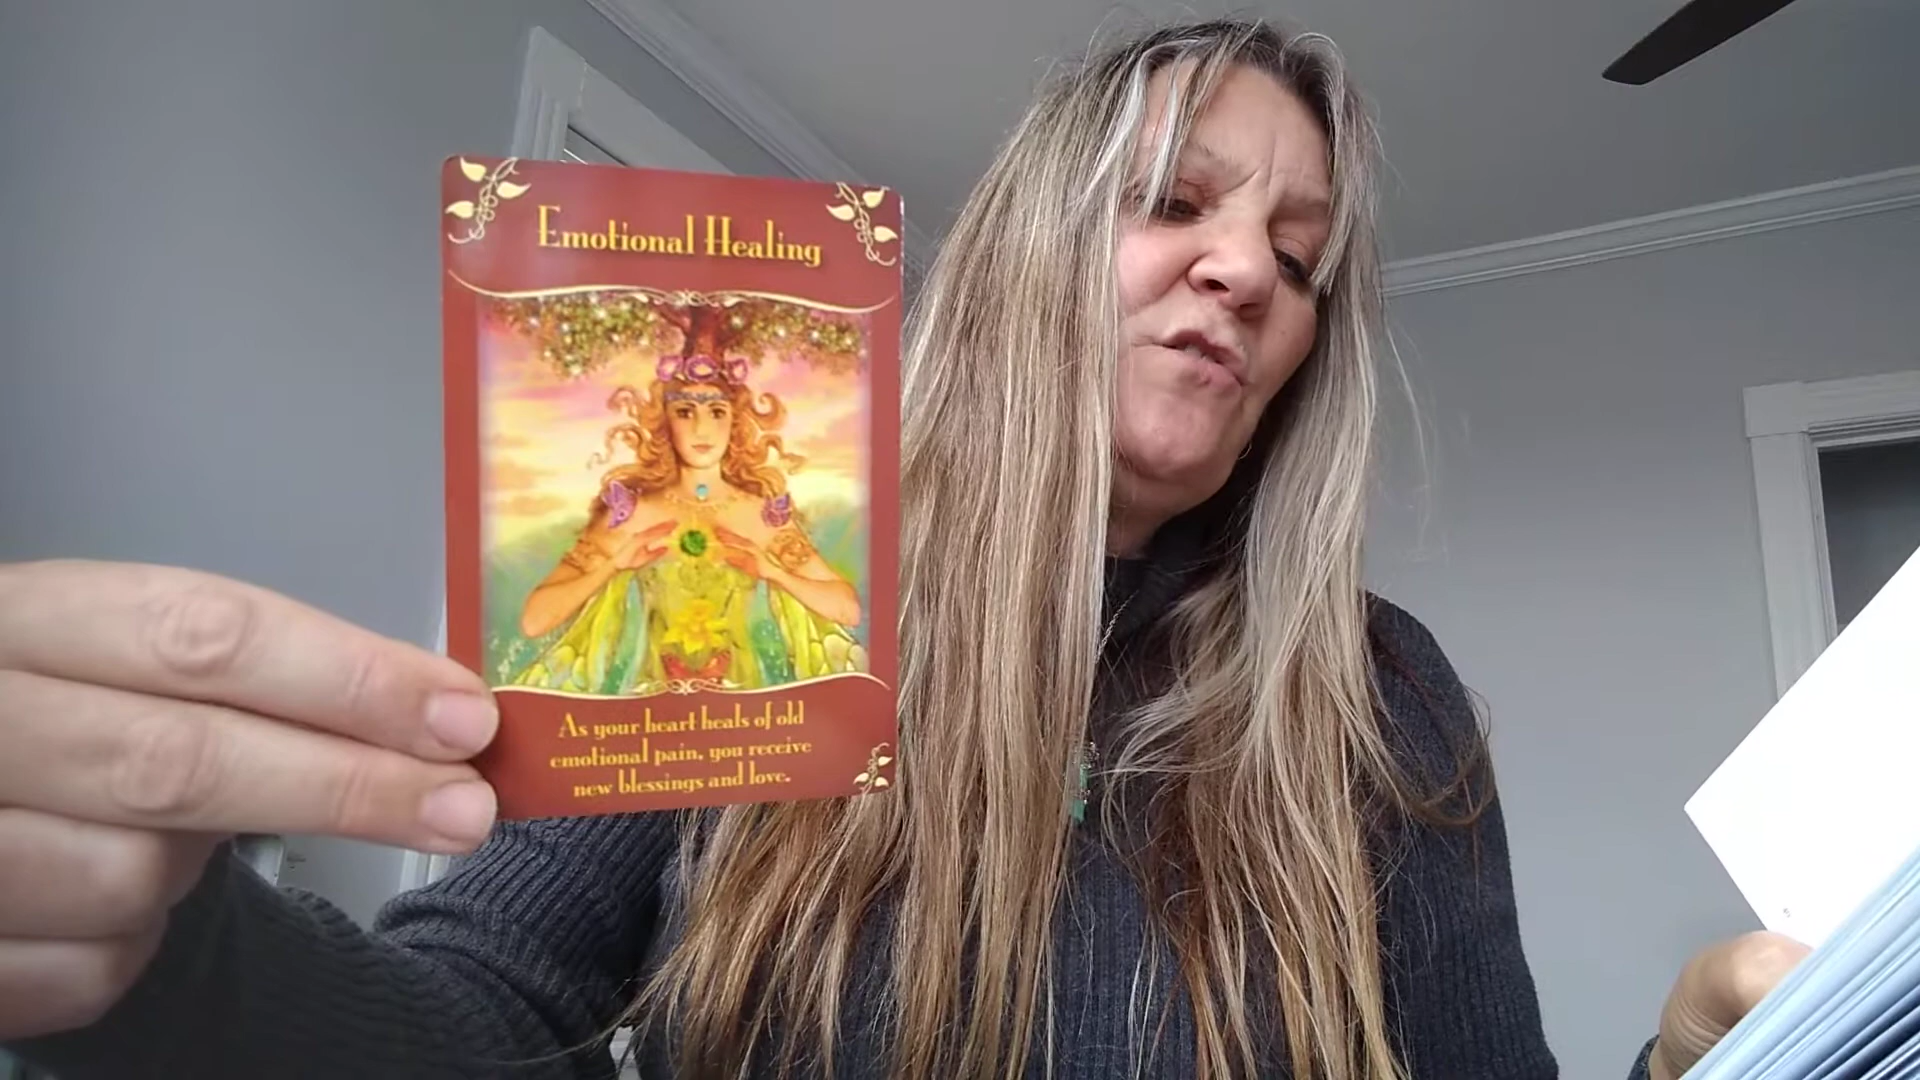 Emotional Healing
As your heart heals of old
emotional pain, you receive
new blessings and love.